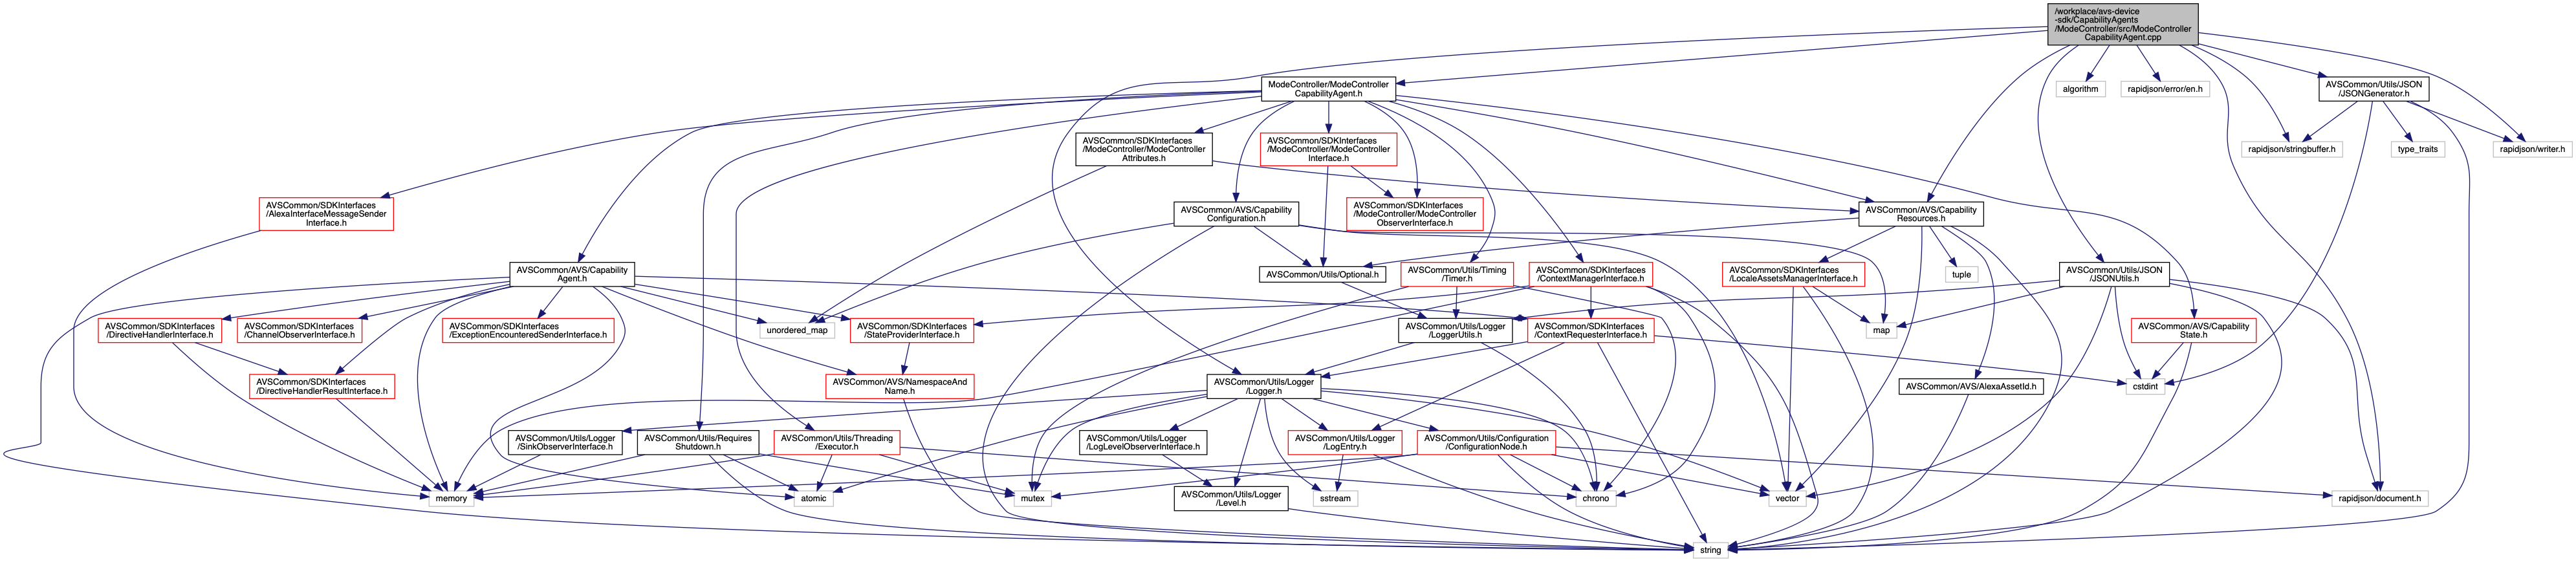 /workplace/avs-device
-sdk/CapabilityAgents
/ModeController/src/ModeController
CapabilityAgent.cpp
ModeController/ModeController
CapabilityAgent.h
algorithm
rapidjson/error/en.h
AVSCommon/Utils/JSON
/JSONGenerator.h
AVSCommon/SDKInterfaces
/ModeController/ModeController
Attributes.h
AVSCommon/SDKInterfaces
/ModeController/ModeController
Interface.h
rapidjson/stringbuffer.h
type_traits
rapidjson/writer.h
AVSCommon/SDKInterfaces
/AlexaInterfaceMessageSender
Interface.h
AVSCommon/AVS/Capability
Configuration.h
AVSCommon/SDKInterfaces
/ModeController/ModeController
ObserverInterface.h
AVSCommon/AVS/Capability
Resources.h
AVSCommon/AVS/Capability
Agent.h
AVSCommon/Utils/Optional.h
AVSCommon/Utils/Timing
/Timer.h
AVSCommon/SDKInterfaces
/ContextManagerInterface.h
AVSCommon/SDKInterfaces
/LocaleAssetsManagerInterface.h
tuple
AVSCommon/Utils/JSON
/JSONUtils.h
AVSCommon/SDKInterfaces
/DirectiveHandlerInterface.h
AVSCommon/SDKInterfaces
/ChannelObserverInterface.h
AVSCommon/SDKInterfaces
/ExceptionEncounteredSenderInterface.h
unordered_map
AVSCommon/SDKInterfaces
/StateProviderInterface.h
AVSCommon/Utils/Logger
/LoggerUtils.h
AVSCommon/SDKInterfaces
/ContextRequesterInterface.h
map
AVSCommon/AVS/Capability
State.h
AVSCommon/SDKInterfaces
/DirectiveHandlerResultInterface.h
AVSCommon/AVS/NamespaceAnd
Name.h
AVSCommon/Utils/Logger
/Logger.h
AVSCommon/AVS/AlexaAssetId.h
cstdint
AVSCommon/Utils/Logger
/SinkObserverInterface.h
AVSCommon/Utils/Requires
Shutdown.h
AVSCommon/Utils/Threading
/Executor.h
AVSCommon/Utils/Logger
/LogLevelObserverInterface.h
AVSCommon/Utils/Logger
/LogEntry.h
AVSCommon/Utils/Configuration
/ConfigurationNode.h
memory
atomic
mutex
AVSCommon/Utils/Logger
/Level.h
sstream
chrono
vector
rapidjson/document.h
string